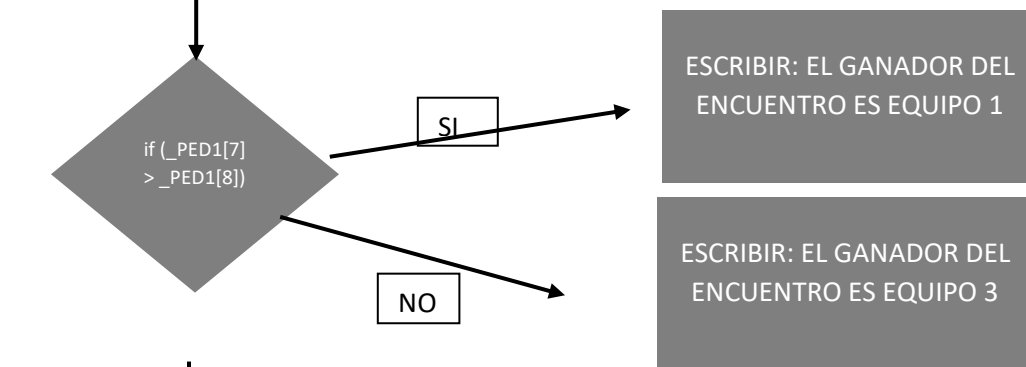 ESCRIBIR: EL GANADOR DEL
ENCUENTRO ES EQUIPO 1
SI
if (_PED1[7]
> _PED1[8])
ESCRIBIR: EL GANADOR DEL
ENCUENTRO ES EQUIPO 3
NO